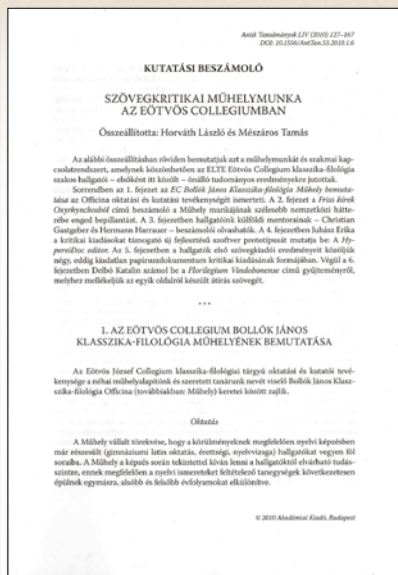 Antik Tanulmányok LIV (2010) 127–167
DOI: 10.1556/AntTan.53.2010.1.6
KUTATÁSI BESZÁMOLÓ
SZÖVEGKRITIKAI MŰHELYMUNKA
AZ EÖTVÖS COLLEGIUMBAN
Összeállította: Horváth László és Mészáros Tamás
Az alábbi összeállításban röviden bemutatjuk azt a műhelymunkát és szakmai kap-
csolatrendszert, amelynek köszönhetően az ELTE Eötvös Collegium klasszika-filológia
szakos hallgatói – elsőként itt közölt – önálló tudományos eredményekre jutottak.
Sorrendben az 1. fejezet az EC Bollók János Klasszika-filológia Műhely bemuta-
tása az Officina oktatási és kutatási tevékenységét ismerteti. A 2. fejezet a Friss kirek
Oxyrhynchosból című beszámoló a Műhely munkájának szélesebb nemzetközi hátte-
rébe enged bepillantást. A 3. fejezetben hallgatóink külföldi mentorainak – Christian
Gastgeber és Hermann Harrauer – beszámolói olvashatók. A 4. fejezetben Juhász Erika
a kritikai kiadásokat támogató új fejlesztésű szoftver prototípusát mutatja be: A Hy-
pereiDoc editor. Az 5. fejezetben a hallgatók első szövegkiadói eredményeit közöljük
négy, eddig kiadatlan papiruszdokumentum kritikai kiadásának formájában. Végül a 6.
fejezetben Delbó Katalin számol be a Florilegium Vindobonense című gyűjteményről,
melyhez mellékeljük az egyik oldalról készült átírás szövegét.
***
1. AZ EÖTVÖS COLLEGIUM BOLLÓK JÁNOS
KLASSZIKA-FILOLÓGIA MŰHELYÉNEK BEMUTATÁSA
Az Eötvös József Collegium klasszika-filológiai tárgyú oktatási és kutatói tevé-
kenysége a néhai műhelyalapítónk és szeretett tanárunk nevét viselő Bollók János Klasz-
szika-filológia Officina (továbbiakban: Műhely) keretei között zajlik.
Oktatás
A Műhely vállalt törekvése, hogy a körülményeknek megfelelően nyelvi képzésben
már részesült (gimnáziumi latin oktatás, érettségi, nyelvvizsga) hallgatókat vegyen föl
soraiba. A Műhely a képzés során tekintettel kíván lenni a hallgatóktól elvárható tudás-
szintre, ennek megfelelően a nyelvi ismereteket feltételező tanegységek következetesen
épülnek egymásra, alsóbb és felsőbb évfolyamokat elkülönítve.
© 2010 Akadémiai Kiadó, Budapest